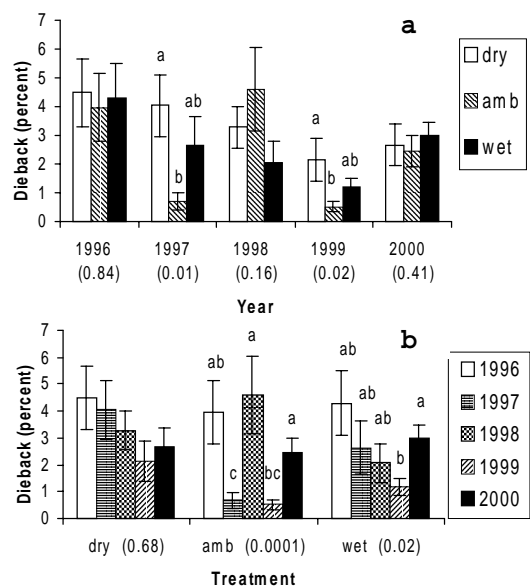 a
7
6
5
4
3
2
1
0
Dieback (percent)
a
ab
b
a
b
ab
dry
amb
wet
1996 1997 1998 1999 2000
(0.84) (0.01) (0.16) (0.02) (0.41)
Year
b
7
6
5
4
3
2
1
0
Dieback (percent)
ab
c
a
bc
a
ab
ab
ab
b
a
1996
1997
1998
1999
2000
dry (0.68) amb (0.0001) wet (0.02)
Treatment